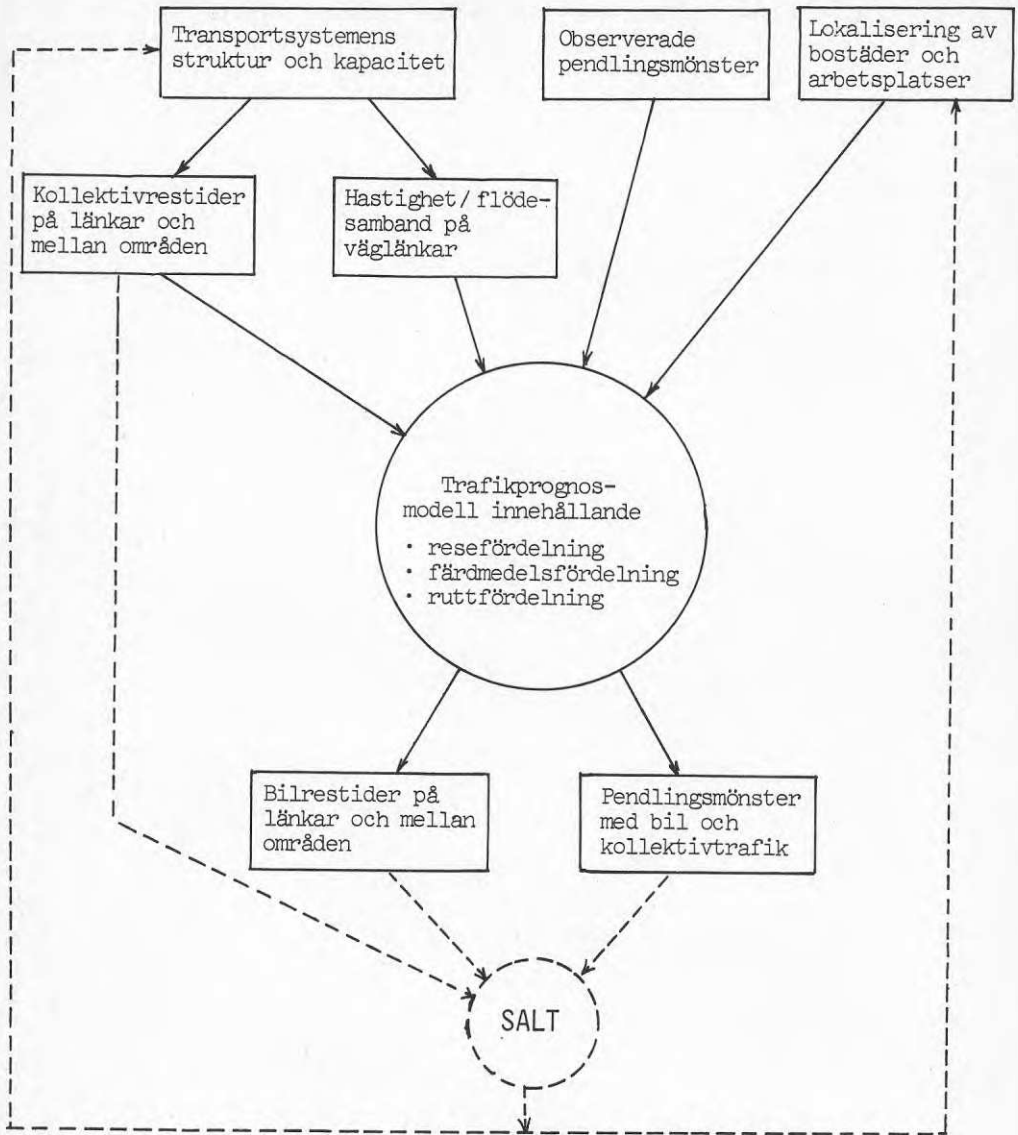 Transportsystemens
struktur och kapacitet
Observerade
pendlingsmönster
Lokalisering av
bostäder och
arbetsplatser
Kollektivrestider
på länkar och
mellan områden
Hastighet/flöde-
samband på
väglänkar
Trafikprognos-
modell innehållande
• resefördelning
• färdmedelsfördelning
• ruttfördelning
Bilrestider på
länkar och mellan
områden
Pendlingsmönster
med bil och
kollektivtrafik
SALT